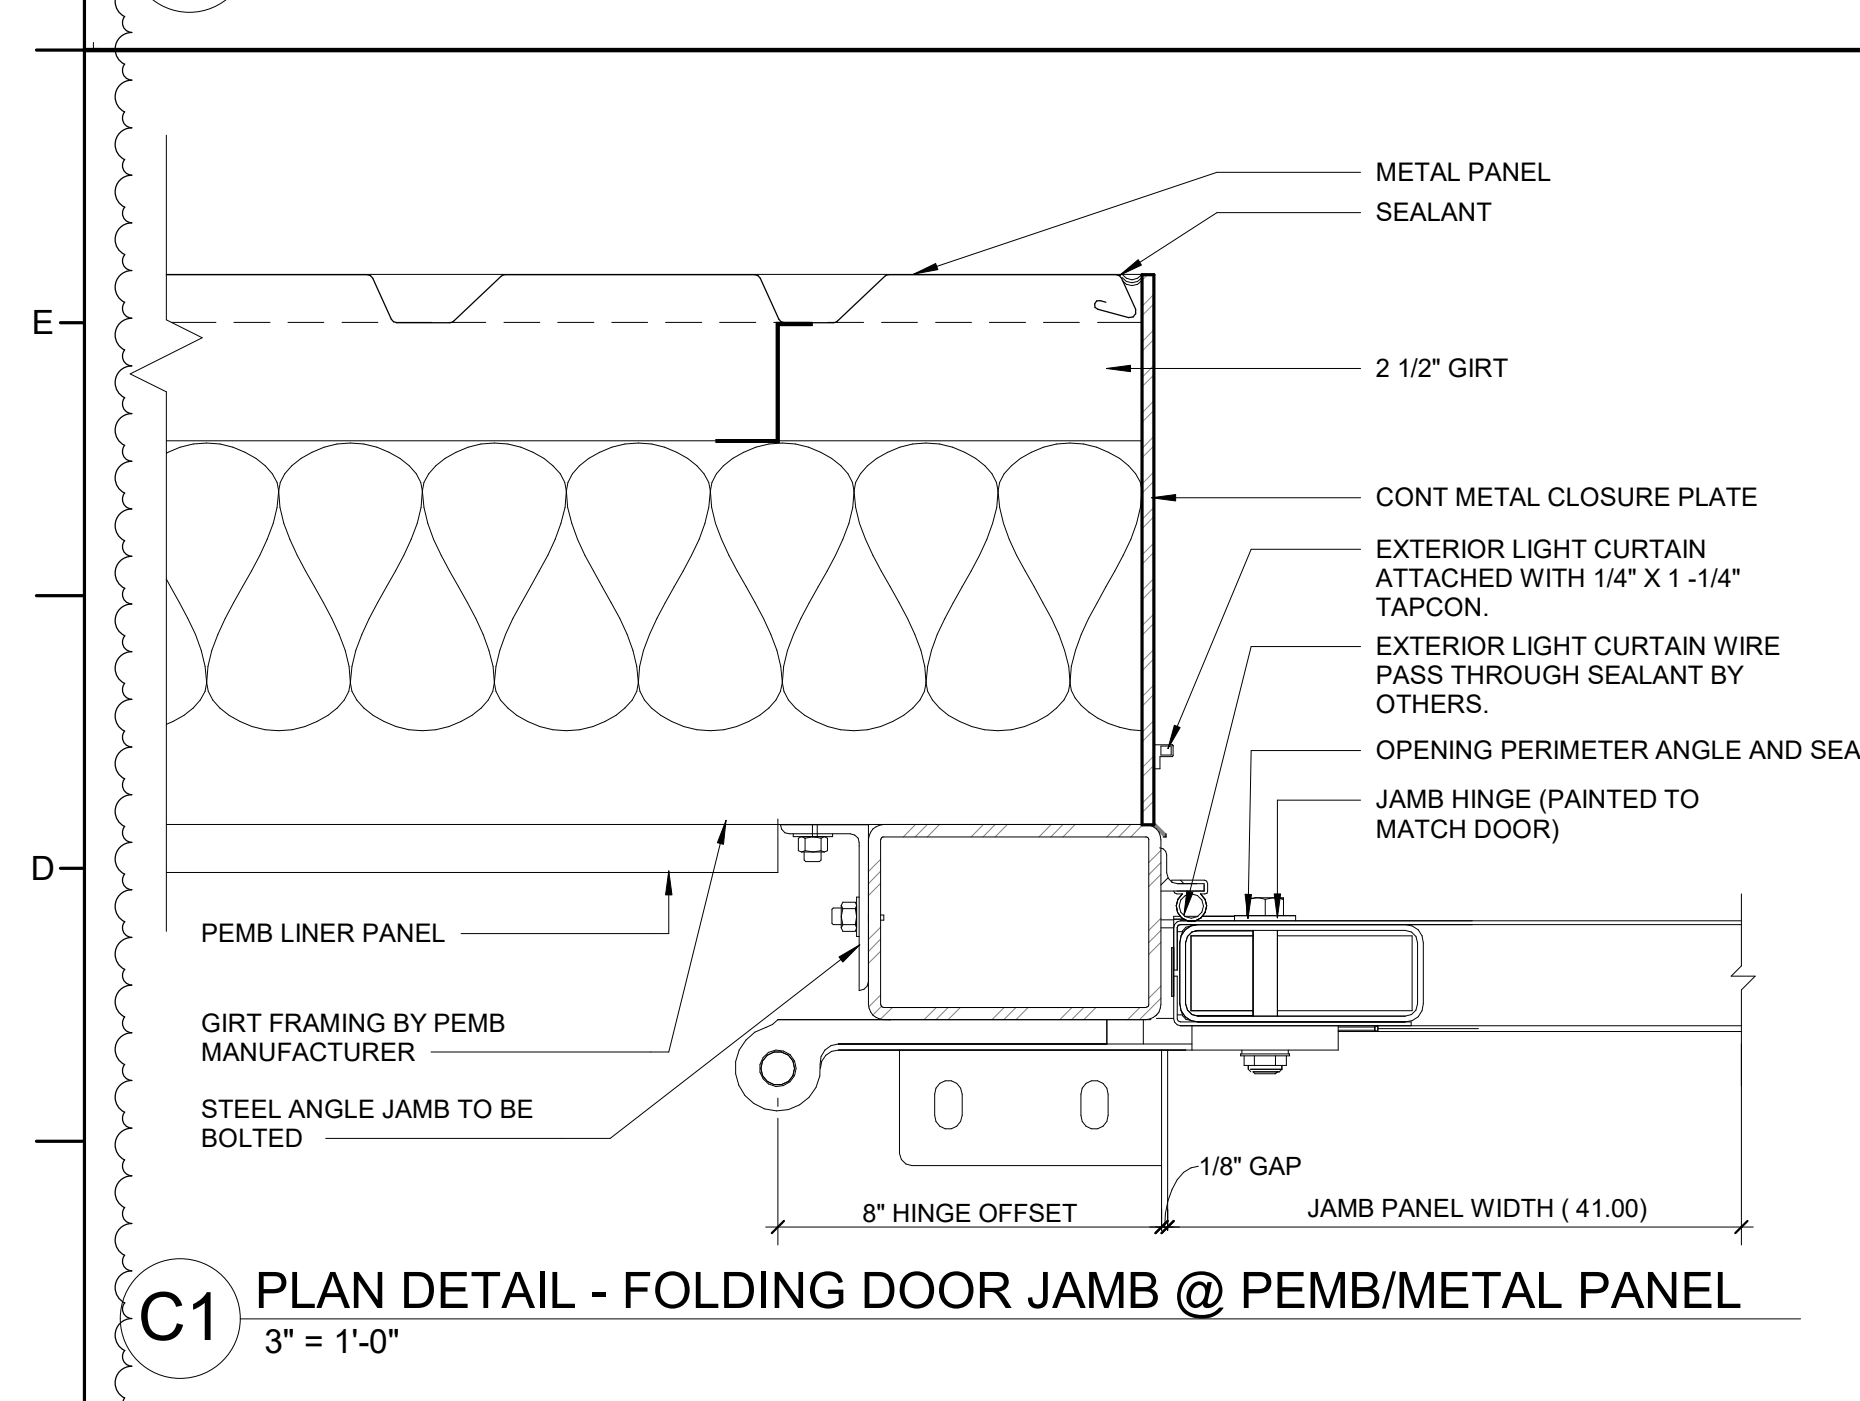 METAL PANEL
SEALANT
E
2 1/2" GIRT
CONT METAL CLOSURE PLATE
EXTERIOR LIGHT CURTAIN
ATTACHED WITH 1/4" X 1 -1/4"
TAPCON.
EXTERIOR LIGHT CURTAIN WIRE
PASS THROUGH SEALANT BY
OTHERS.
OPENING PERIMETER ANGLE AND SEA
JAMB HINGE (PAINTED TO
MATCH DOOR)
D
PEMB LINER PANEL
GIRT FRAMING BY PEMB
MANUFACTURER
STEEL ANGLE JAMB TO BE
BOLTED
1/8" GAP
8" HINGE OFFSET
JAMB PANEL WIDTH ( 41.00)
C1
PLAN DETAIL - FOLDING DOOR JAMB @ PEMB/METAL PANEL
3" = 1'-0"